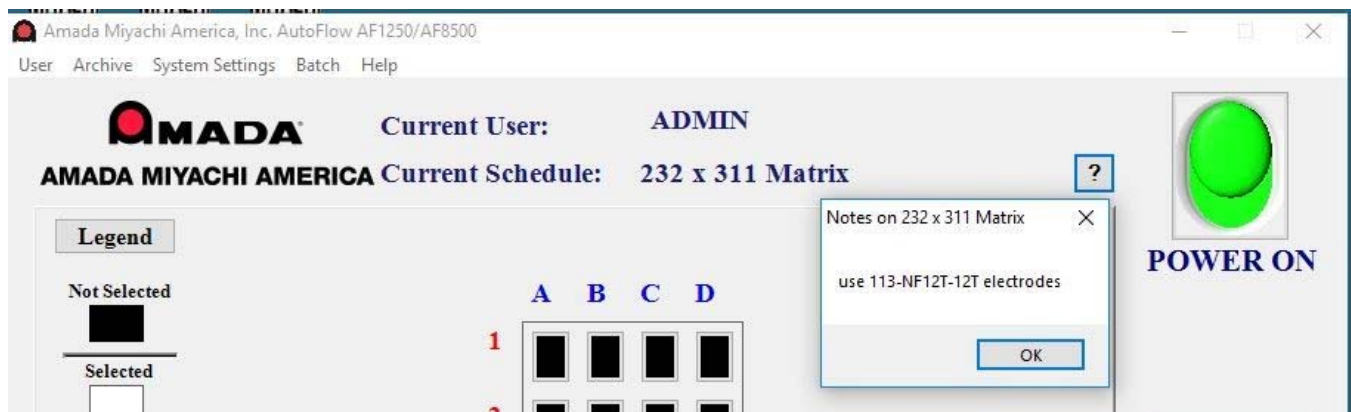 Amada Miyachi America, Inc. AutoFlow AF1250/AF8500
User Archive System Settings Batch Help
AMADA
AMADA MIYACHI AMERICA
Current User: ADMIN
Current Schedule: 232 x 311 Matrix
?
POWER ON
Notes on 232 x 311 Matrix
use 113-NF12T-12T electrodes
OK
Legend
Not Selected
Selected
A B C D
1
2